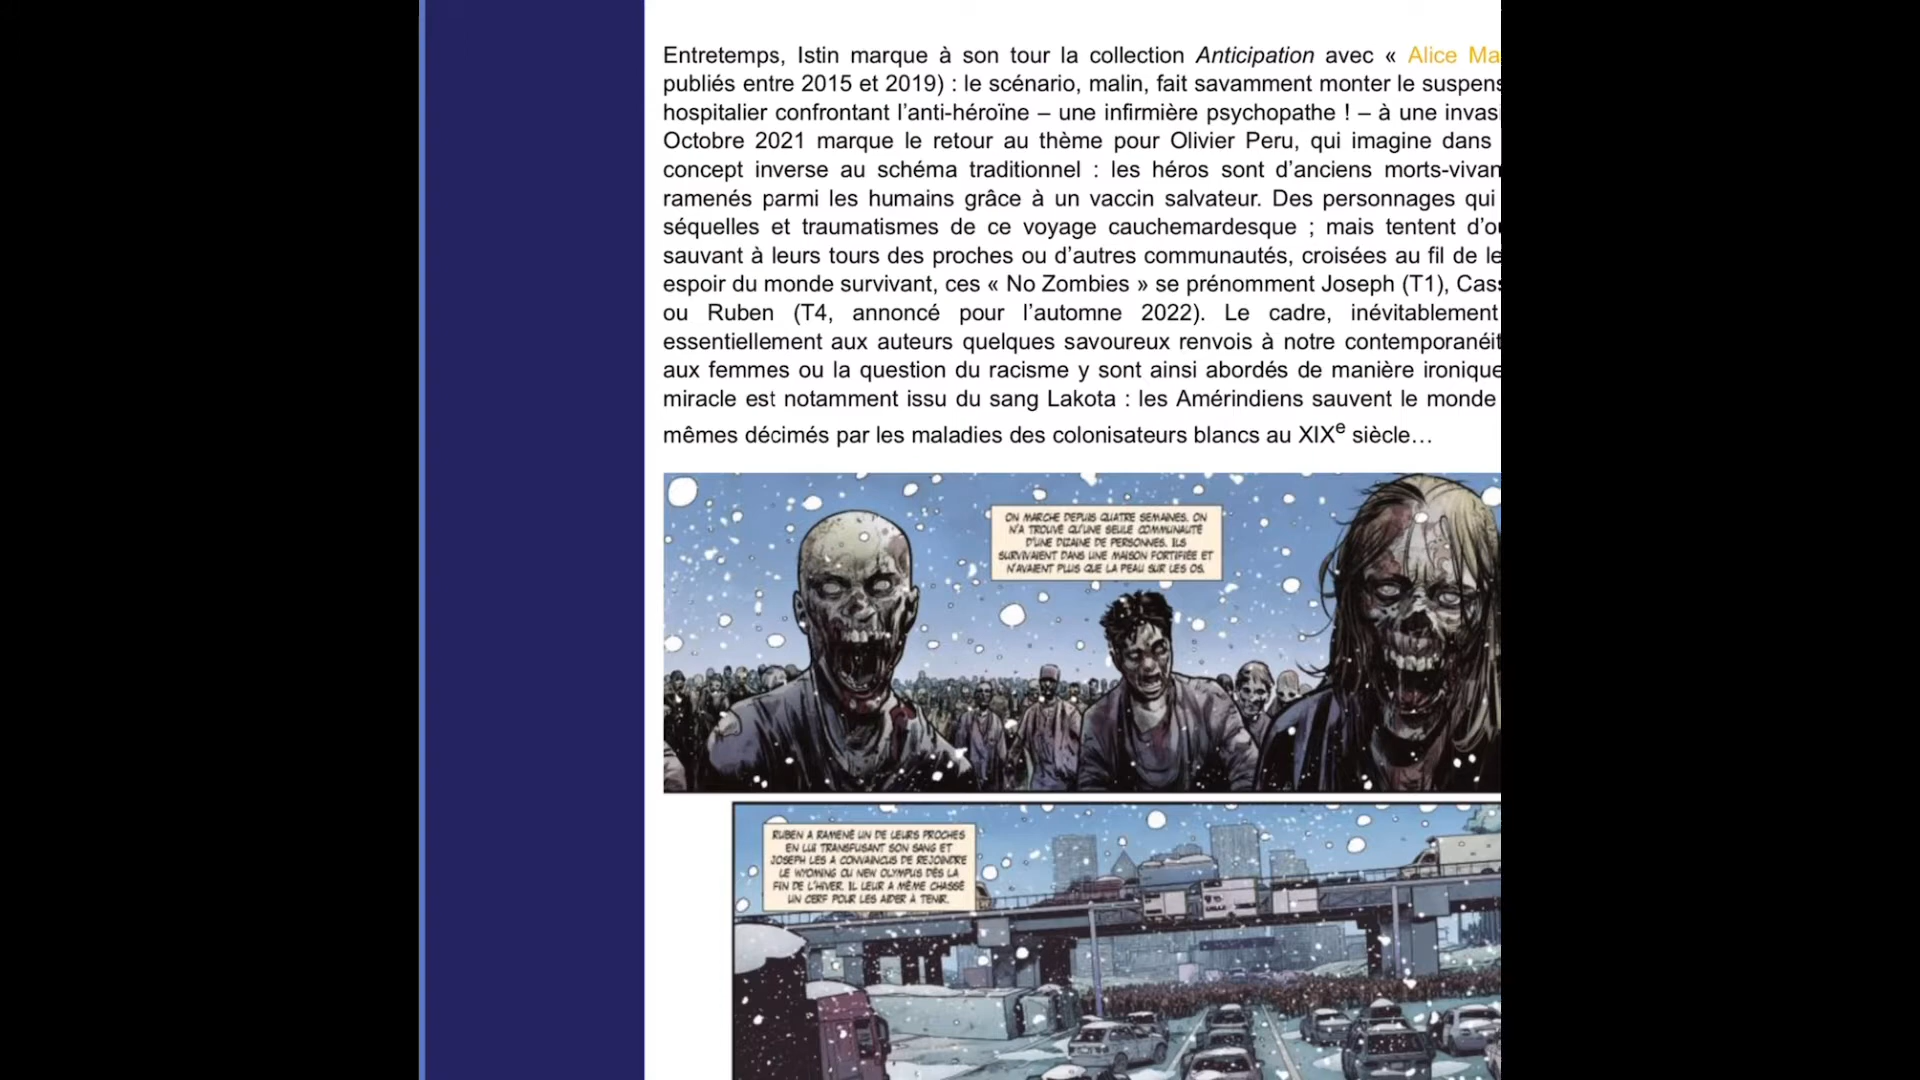 Entretemps, Istin marque à son tour la collection Anticipation avec « Alice Ma
publiés entre 2015 et 2019) : le scénario, malin, fait savamment monter le suspens
hospitalier confrontant l’anti-héroïne – une infirmière psychopathe ! – à une invasi
Octobre 2021 marque le retour au thème pour Olivier Peru, qui imagine dans
concept inverse au schéma traditionnel : les héros sont d’anciens morts-vivan
ramenés parmi les humains grâce à un vaccin salvateur. Des personnages qui
séquelles et traumatismes de ce voyage cauchemardesque ; mais tentent d’ou
sauvant à leurs tours des proches ou d’autres communautés, croisées au fil de le
espoir du monde survivant, ces « No Zombies » se prénomment Joseph (T1), Cass
ou Ruben (T4, annoncé pour l’automne 2022). Le cadre, inévitablement
essentiellement aux auteurs quelques savoureux renvois à notre contemporanéit
aux femmes ou la question du racisme y sont ainsi abordés de manière ironique
miracle est notamment issu du sang Lakota : les Amérindiens sauvent le monde
mêmes décimés par les maladies des colonisateurs blancs au XIXe siècle…
ON MARCHE DEPUIS QUATRE SEMAINES. ON
N'A TROUVÉ QU'UNE SEULE COMMUNAUTÉ
D'UNE DIZAINE DE PERSONNES. ILS
SURVIVAIENT DANS UNE MAISON FORTIFIÉE ET
N'AVAIENT PLUS QUE LA PEAU SUR LES OS.
RUBEN A RAMENÉ UN DE LEURS PROCHES
EN LUI TRANSFUSANT SON SANG ET
JOSEPH LES A CONVAINCUS DE REJOINDRE
LE WYOMING OU NEW OLYMPUS DÈS LA
FIN DE L'HIVER. IL LEUR A MÊME CHASSÉ
UN CERF POUR LES AIDER À TENIR.